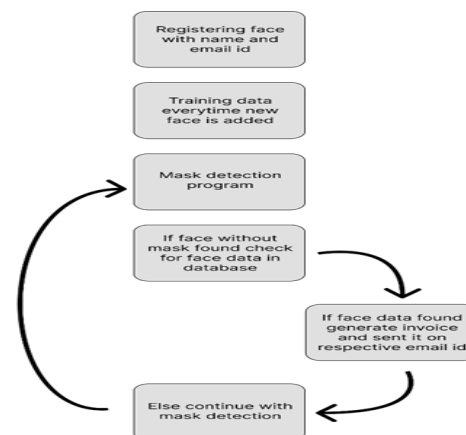 Registering face
with name and
email id
Training data
everytime new
face is added
Mask detection
program
If face without
mask found check
for face data in
database
If face data found
generate invoice
and sent it on
respective email id
Else continue with
mask detection